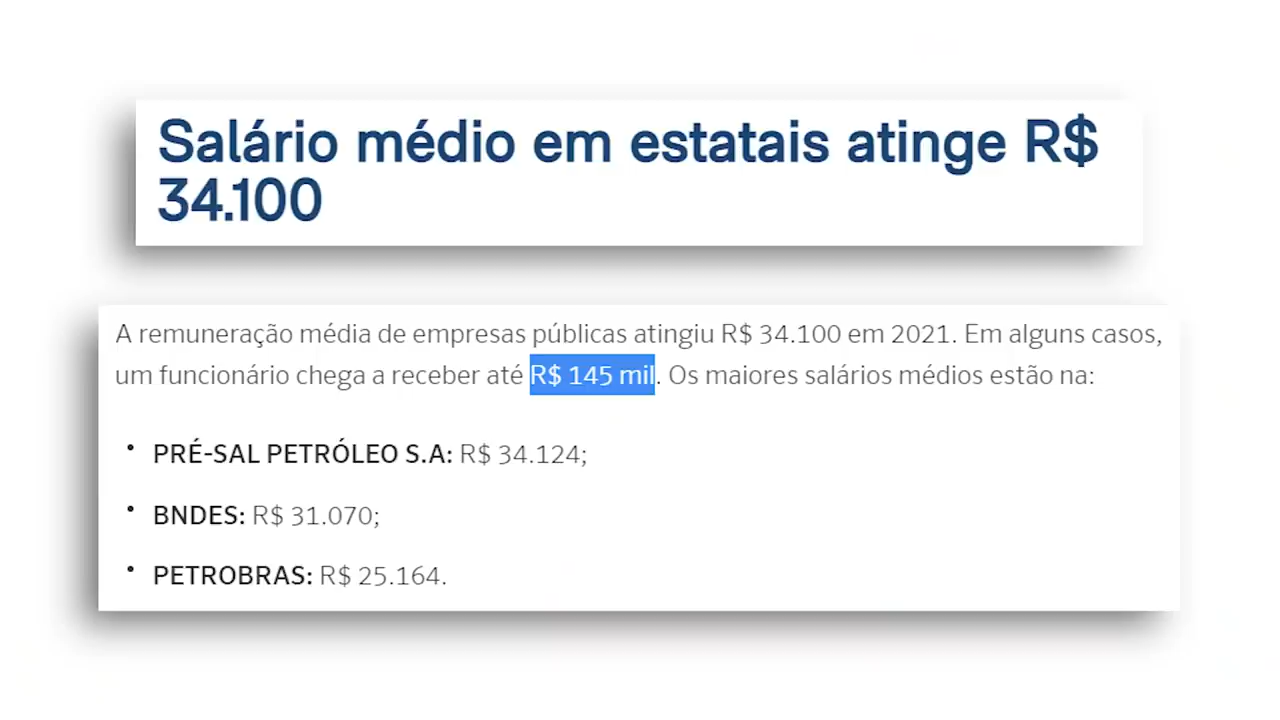 Salário médio em estatais atinge R$
34.100
A remuneração média de empresas públicas atingiu R$ 34.100 em 2021. Em alguns casos,
um funcionário chega a receber até R$ 145 mil. Os maiores salários médios estão na:
• PRÉ-SAL PETRÓLEO S.A: R$ 34.124;
• BNDES: R$ 31.070;
• PETROBRAS: R$ 25.164.